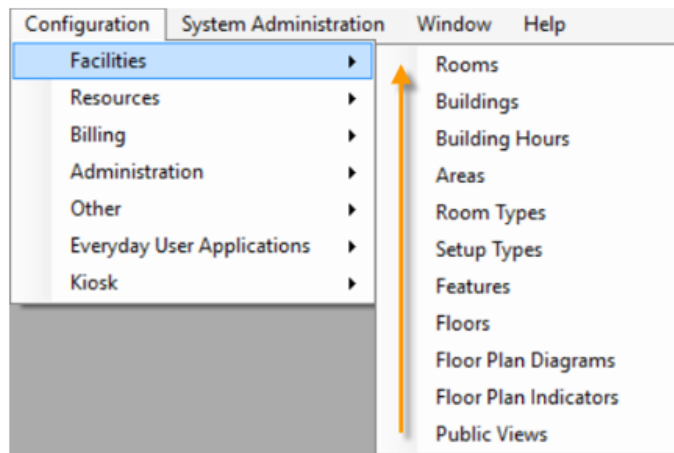 Configuration System Administration Window Help
Facilities
Resources
Billing
Administration
Other
Everyday User Applications
Kiosk
Rooms
Buildings
Building Hours
Areas
Room Types
Setup Types
Features
Floors
Floor Plan Diagrams
Floor Plan Indicators
Public Views